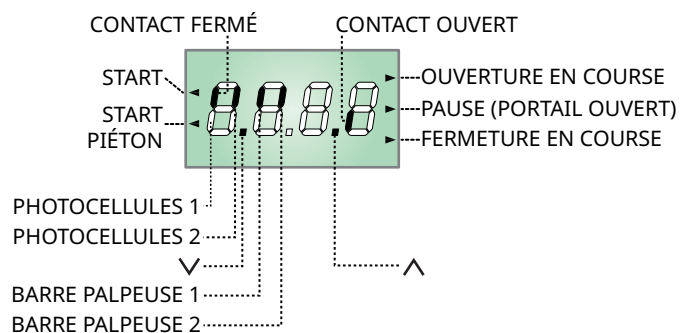 CONTACT FERMÉ
CONTACT OUVERT
START
START
PIÉTON
OUVERTURE EN COURSE
PAUSE (PORTAIL OUVERT)
FERMETURE EN COURSE
PHOTOCELLULES 1
PHOTOCELLULES 2
BARRE PALPEUSE 1
BARRE PALPEUSE 2